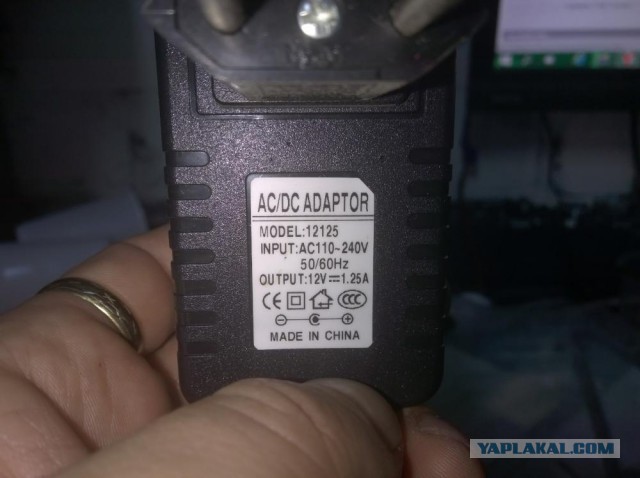 AC/DC ADAPTOR
MODEL:12125
INPUT:AC110~240V
50/60Hz
OUTPUT:12V⎓1.25A
CE CCC
MADE IN CHINA
YAPLAKAL.COM